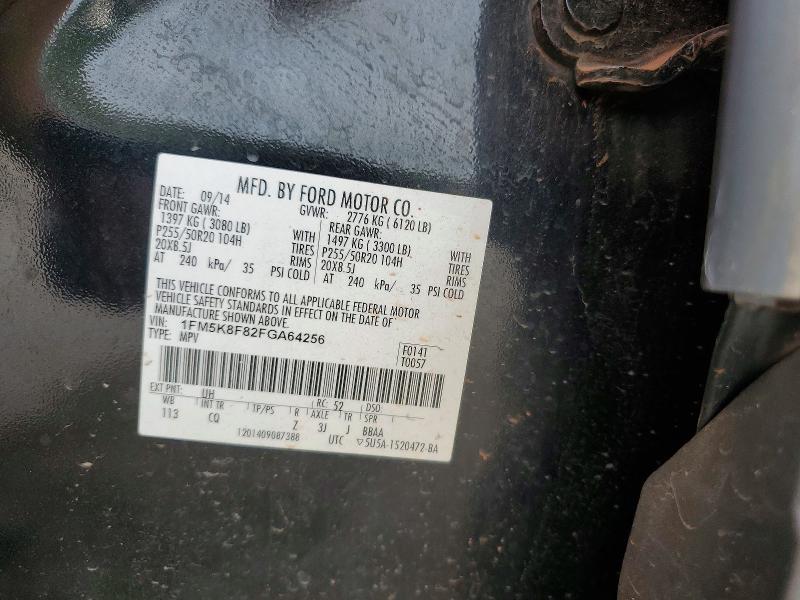 MFD. BY FORD MOTOR CO.
DATE: 09/14 GVWR: 2776 KG ( 6120 LB)
FRONT GAWR: REAR GAWR:
1397 KG ( 3080 LB) WITH 1497 KG ( 3300 LB) WITH
P255/50R20 104H TIRES P255/50R20 104H TIRES
20X8.5J RIMS 20X8.5J RIMS
AT 240 kPa/ 35 PSI COLD AT 240 kPa/ 35 PSI COLD
THIS VEHICLE CONFORMS TO ALL APPLICABLE FEDERAL MOTOR
VEHICLE SAFETY STANDARDS IN EFFECT ON THE DATE OF
MANUFACTURE SHOWN ABOVE.
VIN: 1FM5K8F82FGA64256 F0141
TYPE: MPV T0057
EXT PNT: UH RC: 52 DSO
WB INT TR TP/PS R AXLE TR SPR
113 CQ Z 3J J BBAA
1201409087388 UTC ▽5U5A-1520472-BA